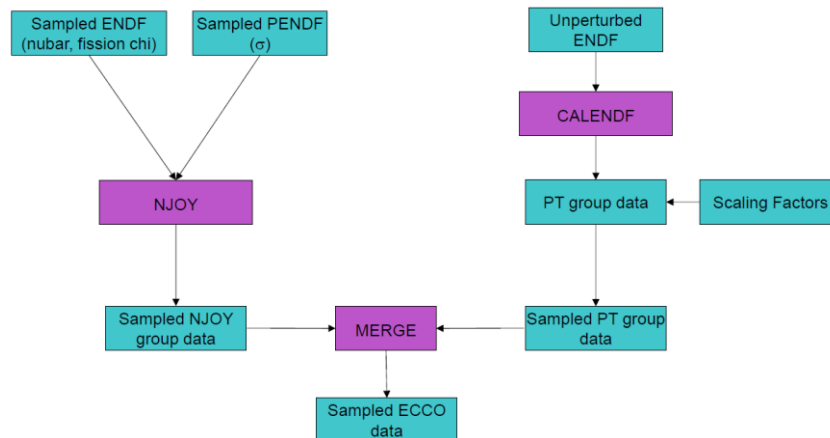 Sampled ENDF
(nubar, fission chi)
Sampled PENDF
(σ)
Unperturbed
ENDF
CALENDF
NJOY
PT group data
Scaling Factors
Sampled NJOY
group data
MERGE
Sampled PT group
data
Sampled ECCO
data